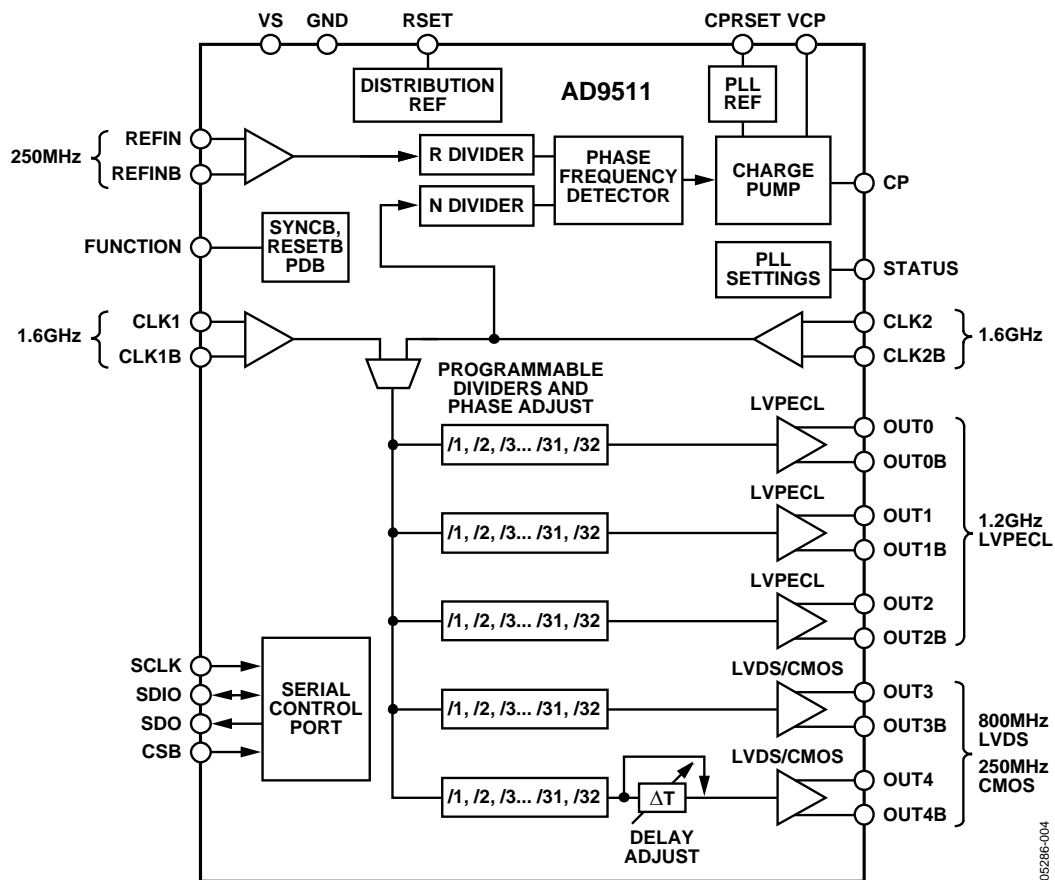 VS
GND
RSET
CPRSET
VCP
DISTRIBUTION
REF
AD9511
PLL
REF
REFIN
REFINB
250MHz
R DIVIDER
N DIVIDER
PHASE
FREQUENCY
DETECTOR
CHARGE
PUMP
CP
FUNCTION
SYNCB,
RESETB
PDB
PLL
SETTINGS
STATUS
CLK1
CLK1B
1.6GHz
CLK2
CLK2B
1.6GHz
PROGRAMMABLE
DIVIDERS AND
PHASE ADJUST
LVPECL
/1, /2, /3... /31, /32
OUT0
OUT0B
LVPECL
/1, /2, /3... /31, /32
OUT1
OUT1B
1.2GHz
LVPECL
LVPECL
/1, /2, /3... /31, /32
OUT2
OUT2B
SCLK
SDIO
SDO
CSB
SERIAL
CONTROL
PORT
LVDS/CMOS
/1, /2, /3... /31, /32
OUT3
OUT3B
800MHz
LVDS
250MHz
CMOS
LVDS/CMOS
/1, /2, /3... /31, /32
ΔT
DELAY
ADJUST
OUT4
OUT4B
05286-004